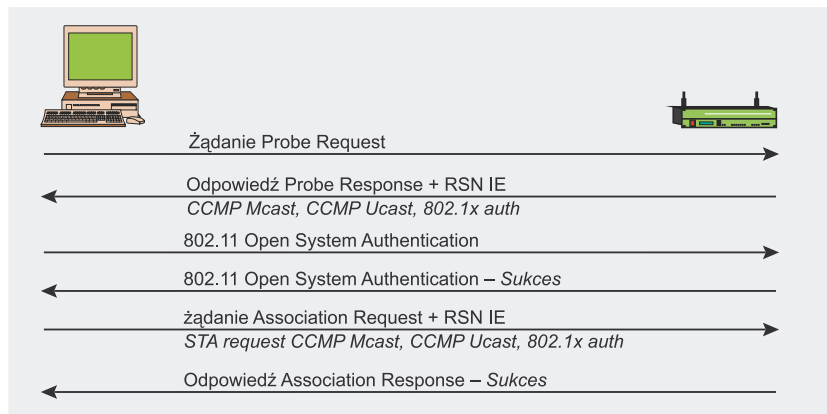 Żądanie Probe Request
Odpowiedź Probe Response + RSN IE
CCMP Mcast, CCMP Ucast, 802.1x auth
802.11 Open System Authentication
802.11 Open System Authentication – Sukces
żądanie Association Request + RSN IE
STA request CCMP Mcast, CCMP Ucast, 802.1x auth
Odpowiedź Association Response – Sukces